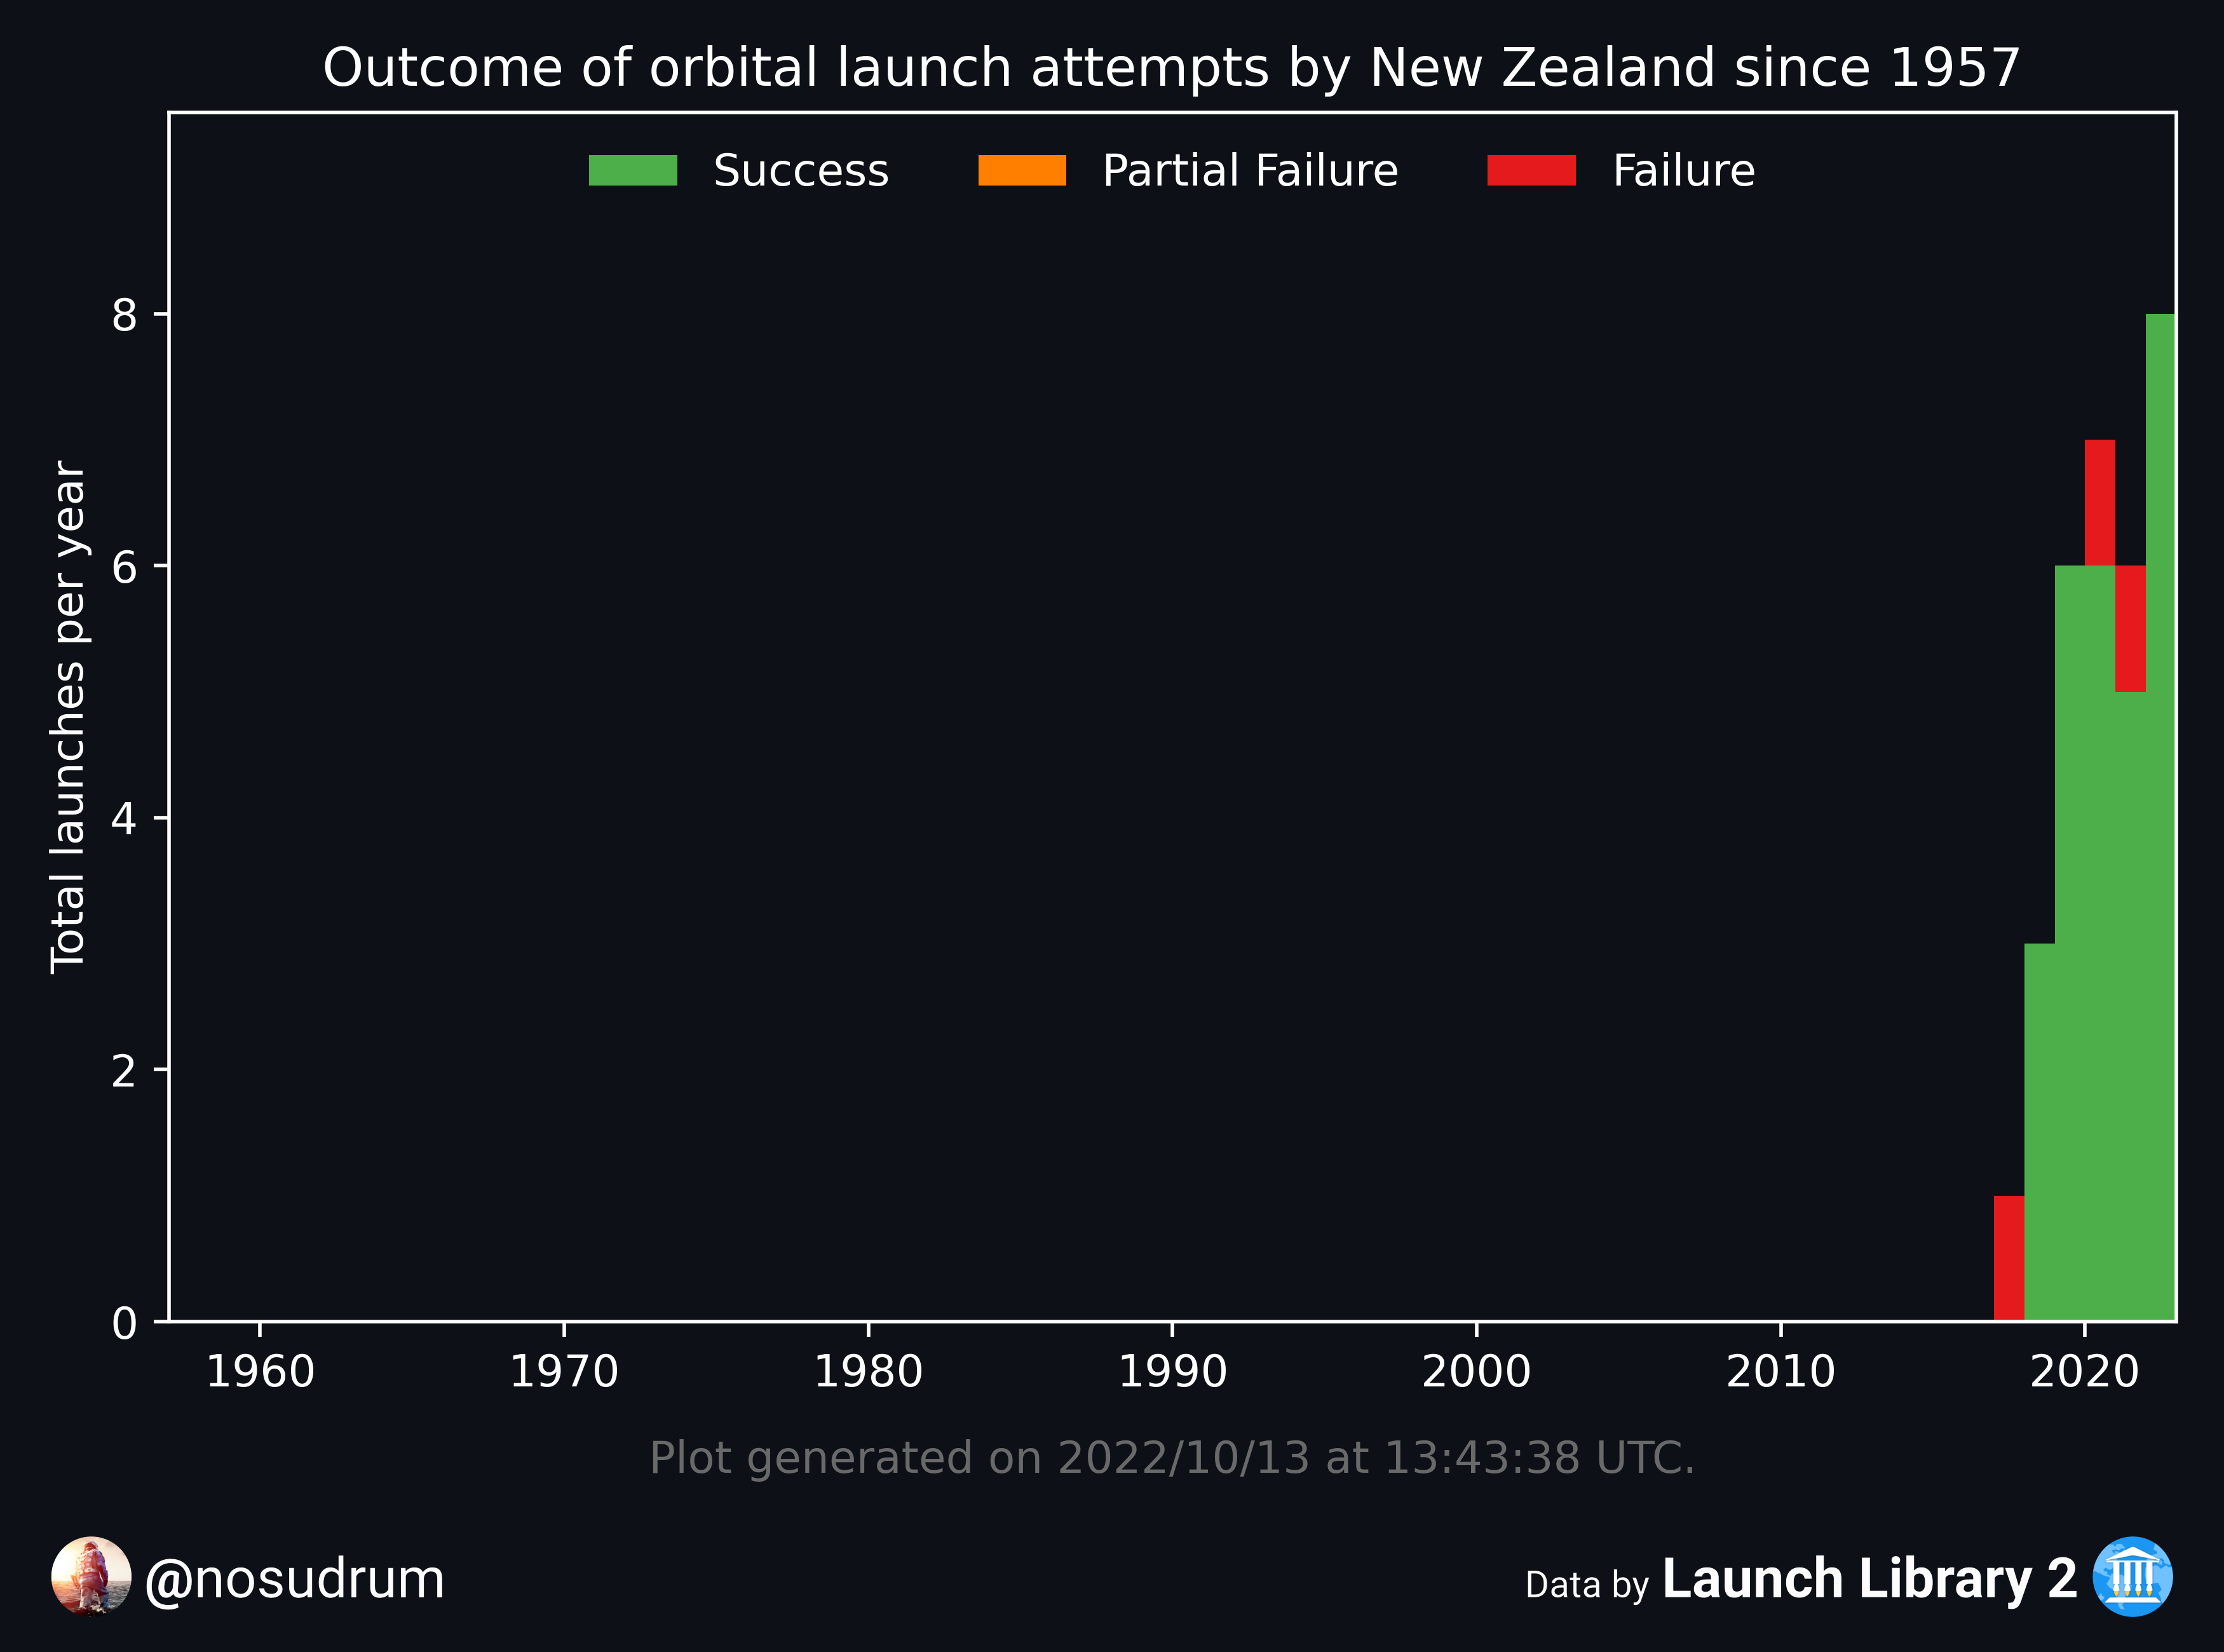 Outcome of orbital launch attempts by New Zealand since 1957
Success Partial Failure Failure
Total launches per year
8
6
4
2
0
1960 1970 1980 1990 2000 2010 2020
Plot generated on 2022/10/13 at 13:43:38 UTC.
@nosudrum
Data by Launch Library 2